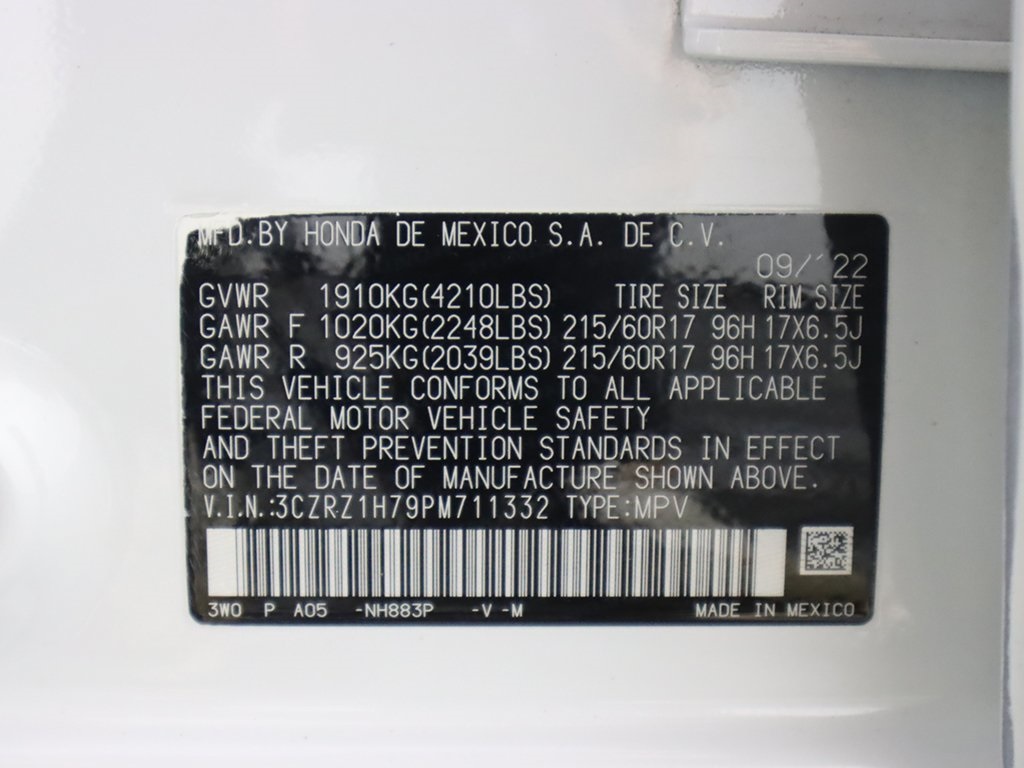 MFD.BY HONDA DE MEXICO S.A. DE C.V.
09/'22
GVWR 1910KG(4210LBS) TIRE SIZE RIM SIZE
GAWR F 1020KG(2248LBS) 215/60R17 96H 17X6.5J
GAWR R 925KG(2039LBS) 215/60R17 96H 17X6.5J
THIS VEHICLE CONFORMS TO ALL APPLICABLE
FEDERAL MOTOR VEHICLE SAFETY
AND THEFT PREVENTION STANDARDS IN EFFECT
ON THE DATE OF MANUFACTURE SHOWN ABOVE.
V.I.N.:3CZRZ1H79PM711332 TYPE:MPV
3W0 P A05 -NH883P -V -M MADE IN MEXICO